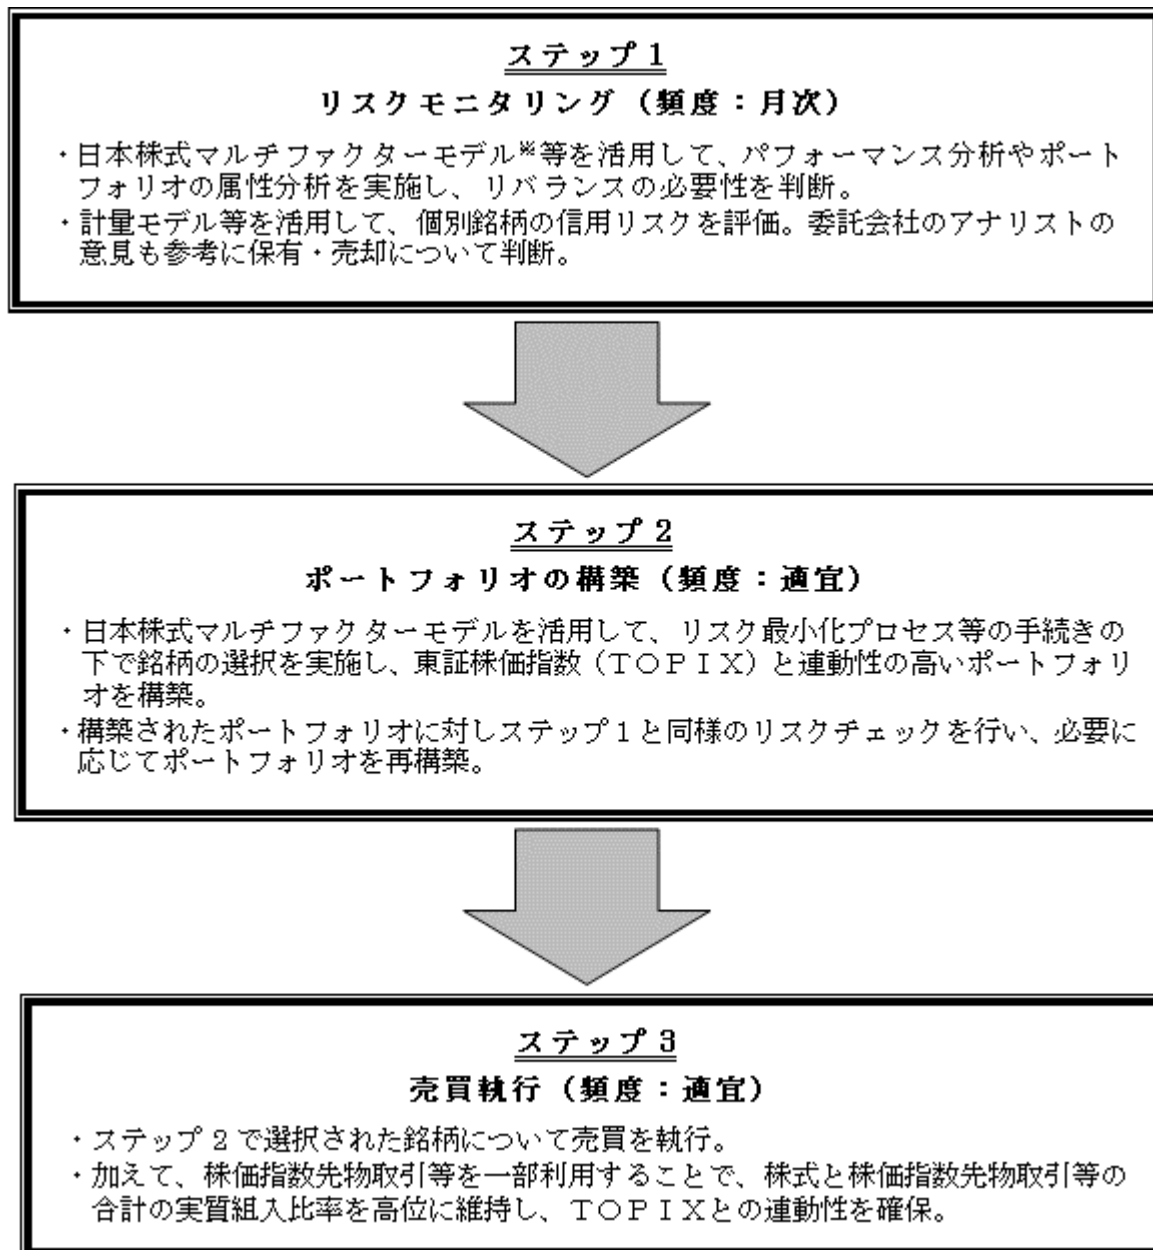 ステップ1
リスクモニタリング（頻度：月次）
・日本株式マルチファクターモデル※等を活用して、パフォーマンス分析やポート
フォリオの属性分析を実施し、リバランスの必要性を判断。
・計量モデル等を活用して、個別銘柄の信用リスクを評価。委託会社のアナリストの
意見も参考に保有・売却について判断。
ステップ2
ポートフォリオの構築（頻度：適宜）
・日本株式マルチファクターモデルを活用して、リスク最小化プロセス等の手続きの
下で銘柄の選択を実施し、東証株価指数（ＴＯＰＩＸ）と連動性の高いポートフォリ
オを構築。
・構築されたポートフォリオに対しステップ1と同様のリスクチェックを行い、必要に
応じてポートフォリオを再構築。
ステップ3
売買執行（頻度：適宜）
・ステップ2で選択された銘柄について売買を執行。
・加えて、株価指数先物取引等を一部利用することで、株式と株価指数先物取引等の
合計の実質組入比率を高位に維持し、ＴＯＰＩＸとの連動性を確保。